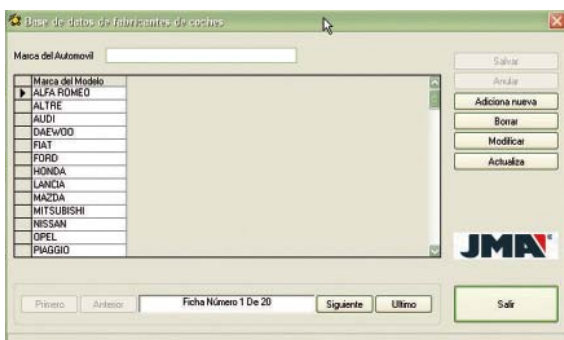 Base de datos de fabricantes de coches
Marca del Automovil
Salvar
Anular
Adiciona nueva
Borrar
Modificar
Actualiza
Marca del Modelo
ALFA ROMEO
ALTRE
AUDI
DAEWOO
FIAT
FORD
HONDA
LANCIA
MAZDA
MITSUBISHI
NISSAN
OPEL
PIAGGIO
JMA
Primero
Anterior
Ficha Número 1 De 20
Siguiente
Ultimo
Salir